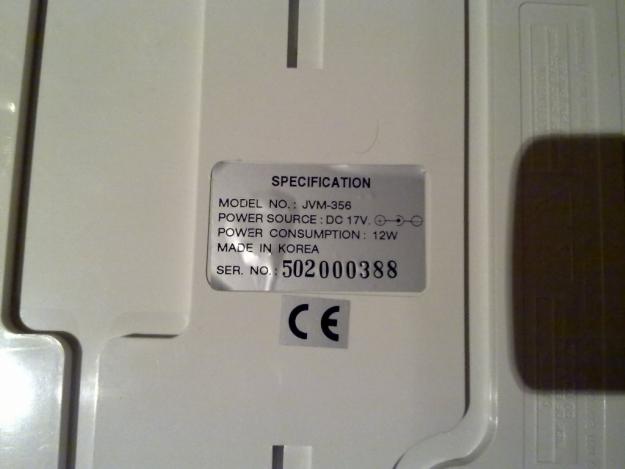 SPECIFICATION
MODEL NO.: JVM-356
POWER SOURCE : DC 17V.
POWER CONSUMPTION : 12W
MADE IN KOREA
SER. NO.: 502000388
CE